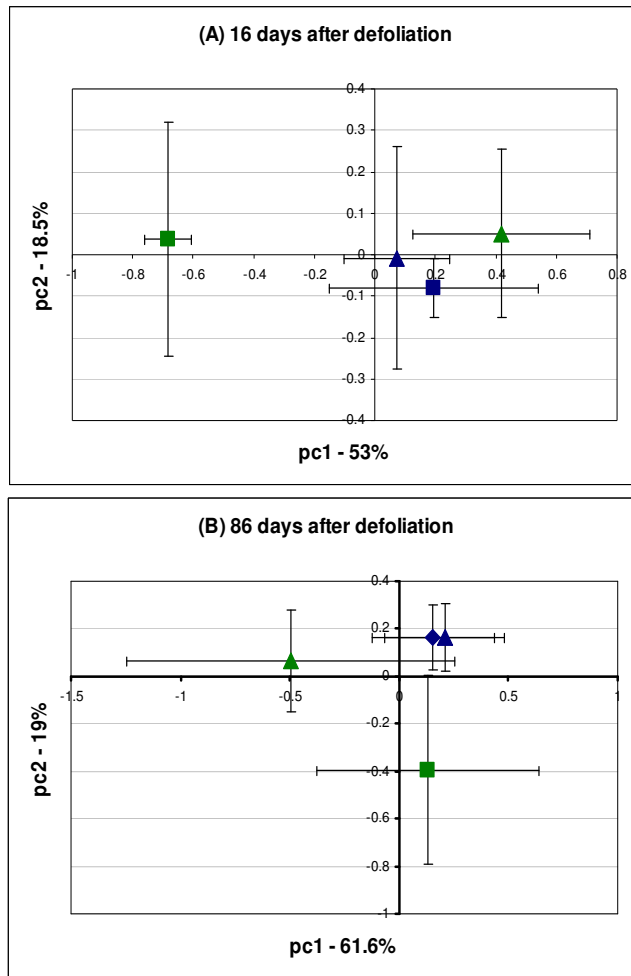 (A) 16 days after defoliation
0.4
0.3
0.2
0.1
0
-0.1
-0.2
-0.3
-0.4
-1 -0.8 -0.6 -0.4 -0.2 0 0.2 0.4 0.6 0.8
pc2 - 18.5%
pc1 - 53%
(B) 86 days after defoliation
0.4
0.2
0
-0.2
-0.4
-0.6
-0.8
-1
-1.5 -1 -0.5 0 0.5 1
pc2 - 19%
pc1 - 61.6%